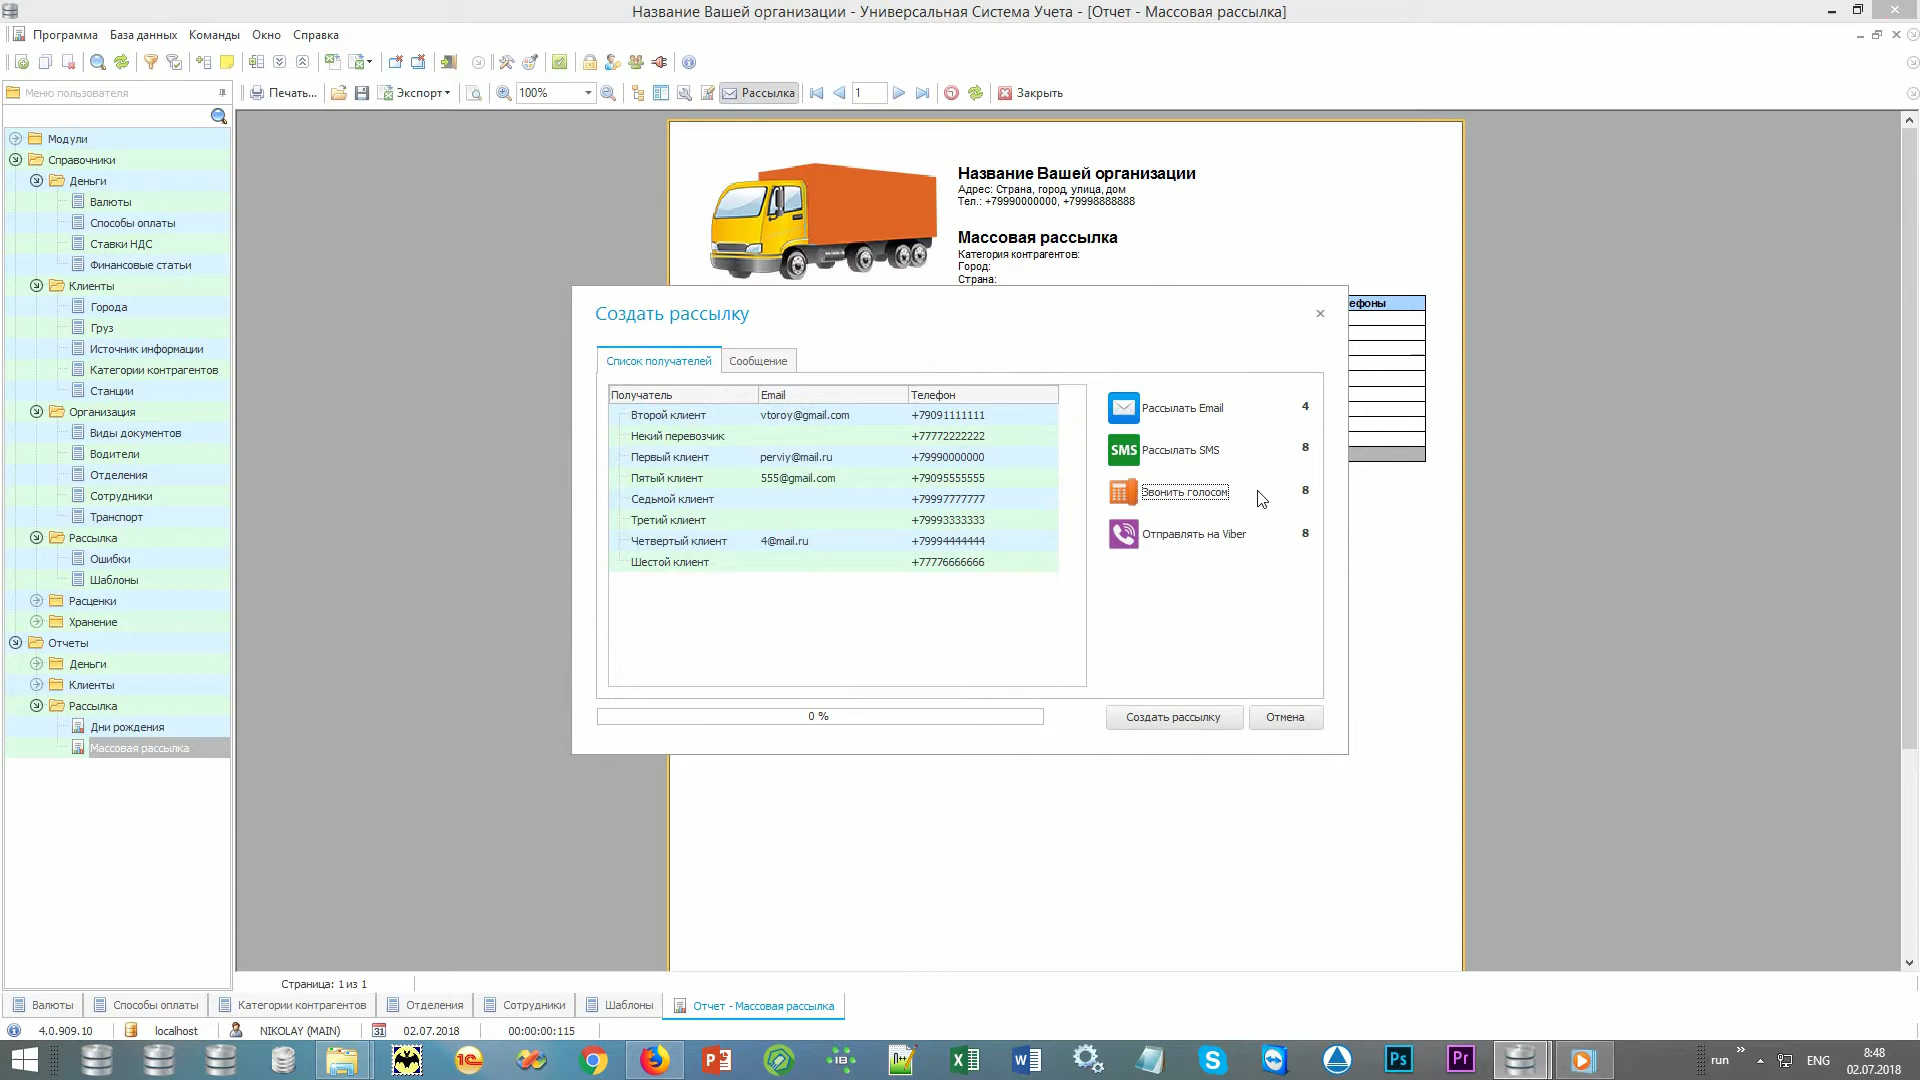 Название Вашей организации - Универсальная Система Учета - [Отчет - Массовая рассылка]
Программа База данных Команды Окно Справка
Меню пользователя
Печать... Экспорт 100% Рассылка 1 Закрыть
Модули
Справочники
Деньги
Валюты
Способы оплаты
Ставки НДС
Финансовые статьи
Клиенты
Города
Груз
Источник информации
Категории контрагентов
Станции
Организация
Виды документов
Водители
Отделения
Сотрудники
Транспорт
Рассылка
Ошибки
Шаблоны
Расценки
Хранение
Отчеты
Деньги
Клиенты
Рассылка
Дни рождения
Массовая рассылка
Название Вашей организации
Адрес: Страна, город, улица, дом
Тел.: +79990000000, +79998888888
Массовая рассылка
Категория контрагентов:
Город:
Страна:
ефоны
Создать рассылку
Список получателей Сообщение
Получатель Email Телефон
Второй клиент vtoroy@gmail.com +79091111111
Некий перевозчик +77772222222
Первый клиент perviy@mail.ru +79990000000
Пятый клиент 555@gmail.com +79095555555
Седьмой клиент +79997777777
Третий клиент +79993333333
Четвертый клиент 4@mail.ru +79994444444
Шестой клиент +77776666666
Рассылать Email 4
SMS Рассылать SMS 8
Звонить голосом 8
Отправлять на Viber 8
0 %
Создать рассылку Отмена
Страница: 1 из 1
Валюты Способы оплаты Категории контрагентов Отделения Сотрудники Шаблоны Отчет - Массовая рассылка
4.0.909.10 localhost NIKOLAY (MAIN) 31 02.07.2018 00:00:00:115
1С IB Ps Pr run ENG 8:48
02.07.2018